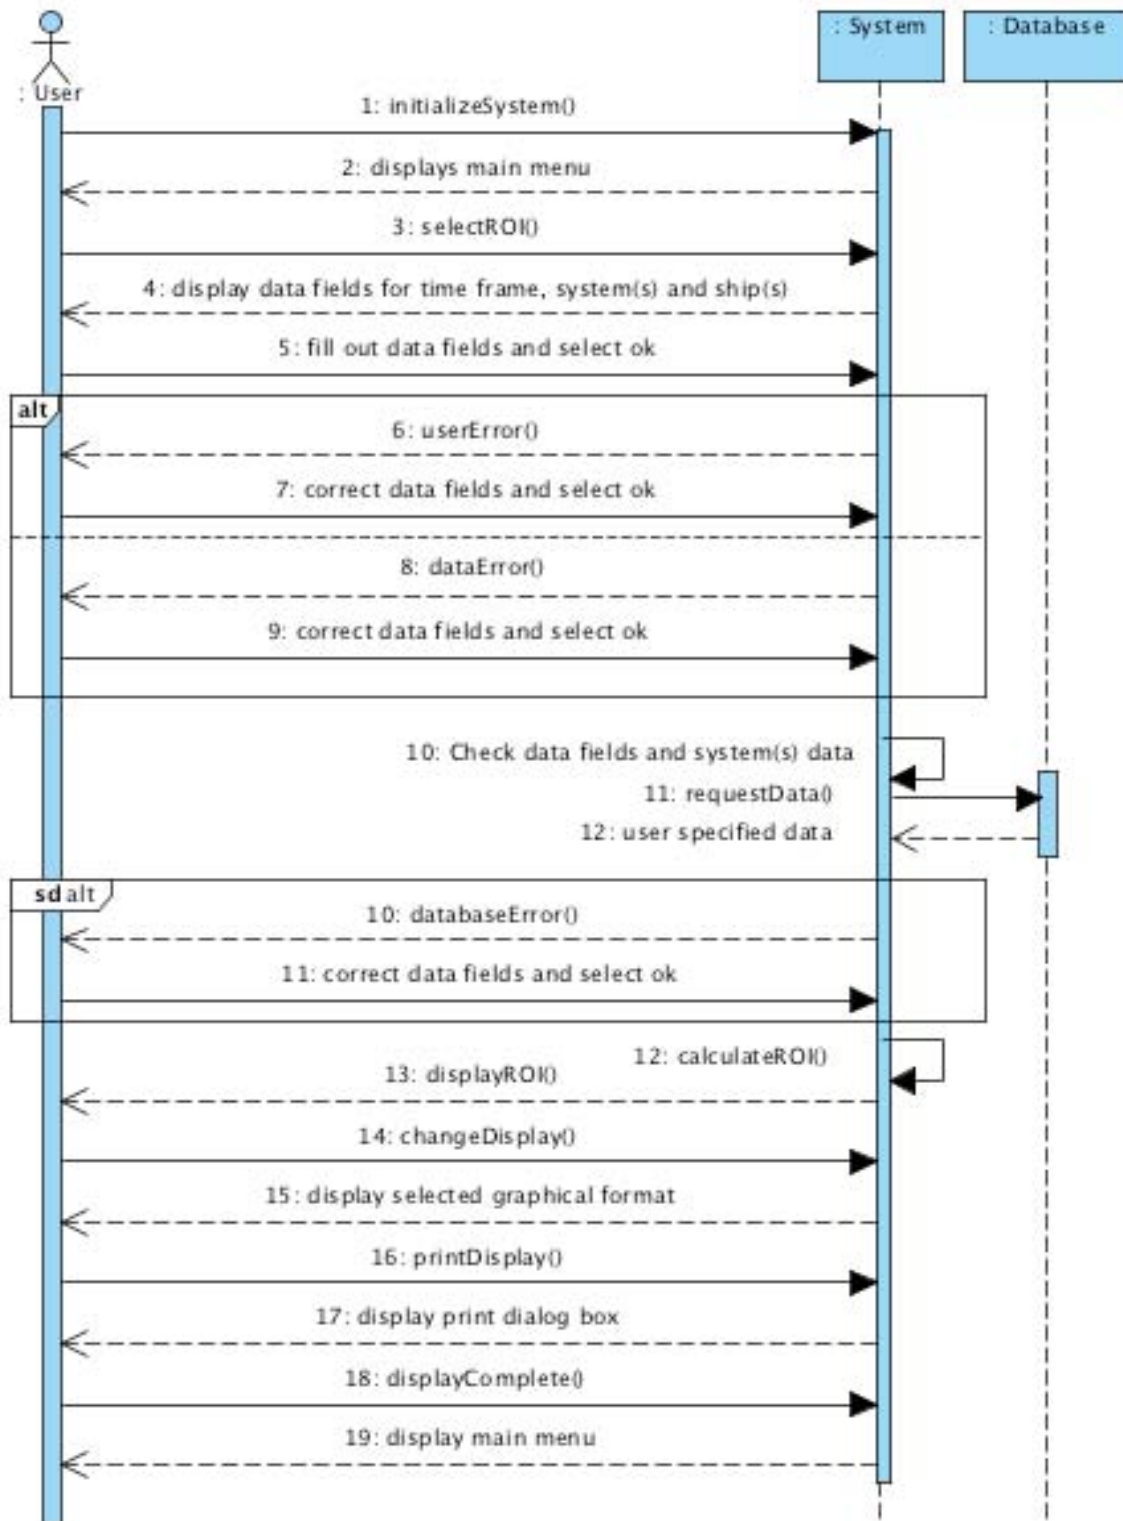 : System
: Database
: User
1: initializeSystem()
2: displays main menu
3: selectROI()
4: display data fields for time frame, system(s) and ship(s)
5: fill out data fields and select ok
alt
6: userError()
7: correct data fields and select ok
8: dataError()
9: correct data fields and select ok
10: Check data fields and system(s) data
11: requestData()
12: user specified data
sd alt
10: databaseError()
11: correct data fields and select ok
12: calculateROI()
13: displayROI()
14: changeDisplay()
15: display selected graphical format
16: printDisplay()
17: display print dialog box
18: displayComplete()
19: display main menu